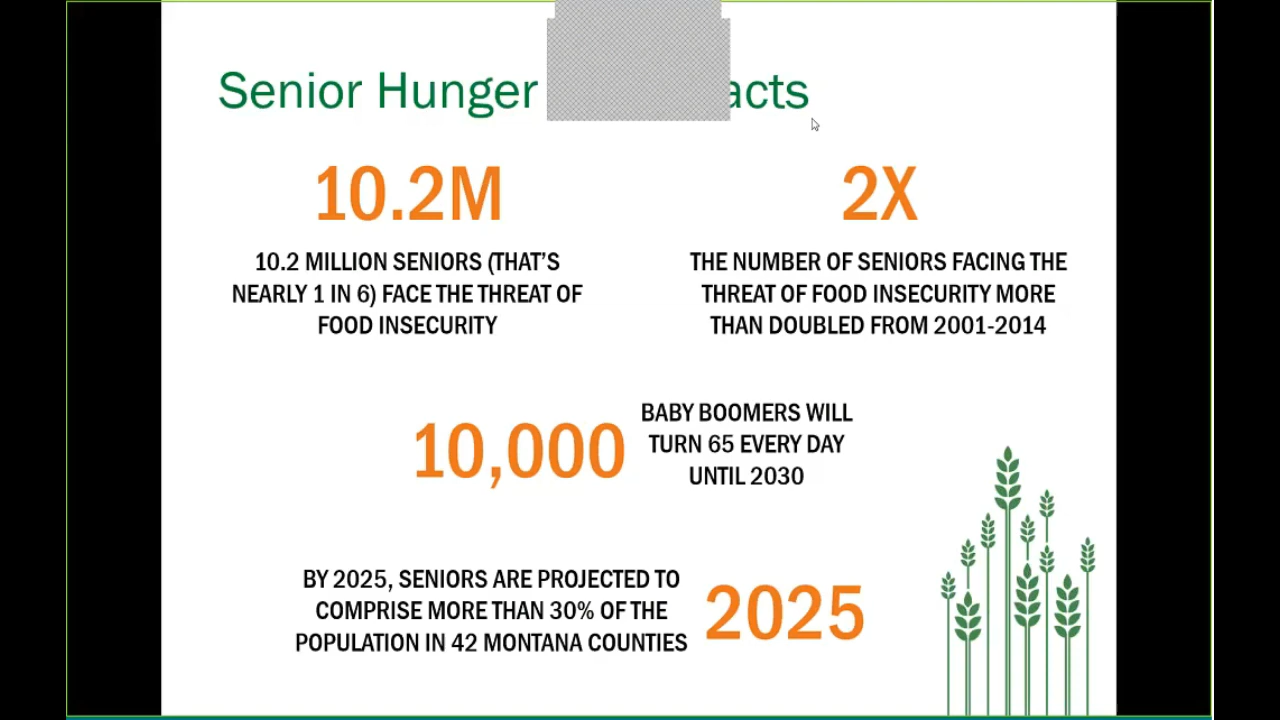 Senior Hunger
10.2M
10.2 MILLION SENIORS (THAT'S
NEARLY 1 IN 6) FACE THE THREAT OF
FOOD INSECURITY
2X
THE NUMBER OF SENIORS FACING THE
THREAT OF FOOD INSECURITY MORE
THAN DOUBLED FROM 2001-2014
10,000
BABY BOOMERS WILL
TURN 65 EVERY DAY
UNTIL 2030
BY 2025, SENIORS ARE PROJECTED TO
COMPRISE MORE THAN 30% OF THE
POPULATION IN 42 MONTANA COUNTIES
2025